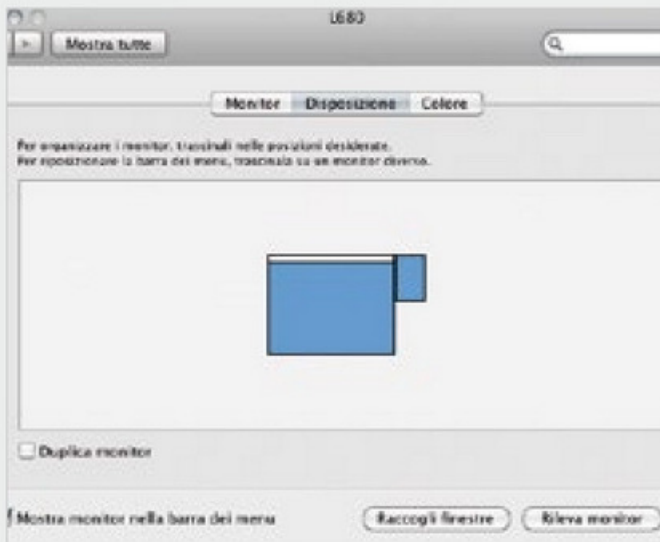 L680
Mostra tutte
Monitor Disposizione Colore
Per organizzare i monitor, trascinali nelle posizioni desiderate.
Per riposizionare la barra dei menu, trascinala su un monitor diverso.
Duplica monitor
Mostra monitor nella barra dei menu
Raccogli finestre
Rileva monitor